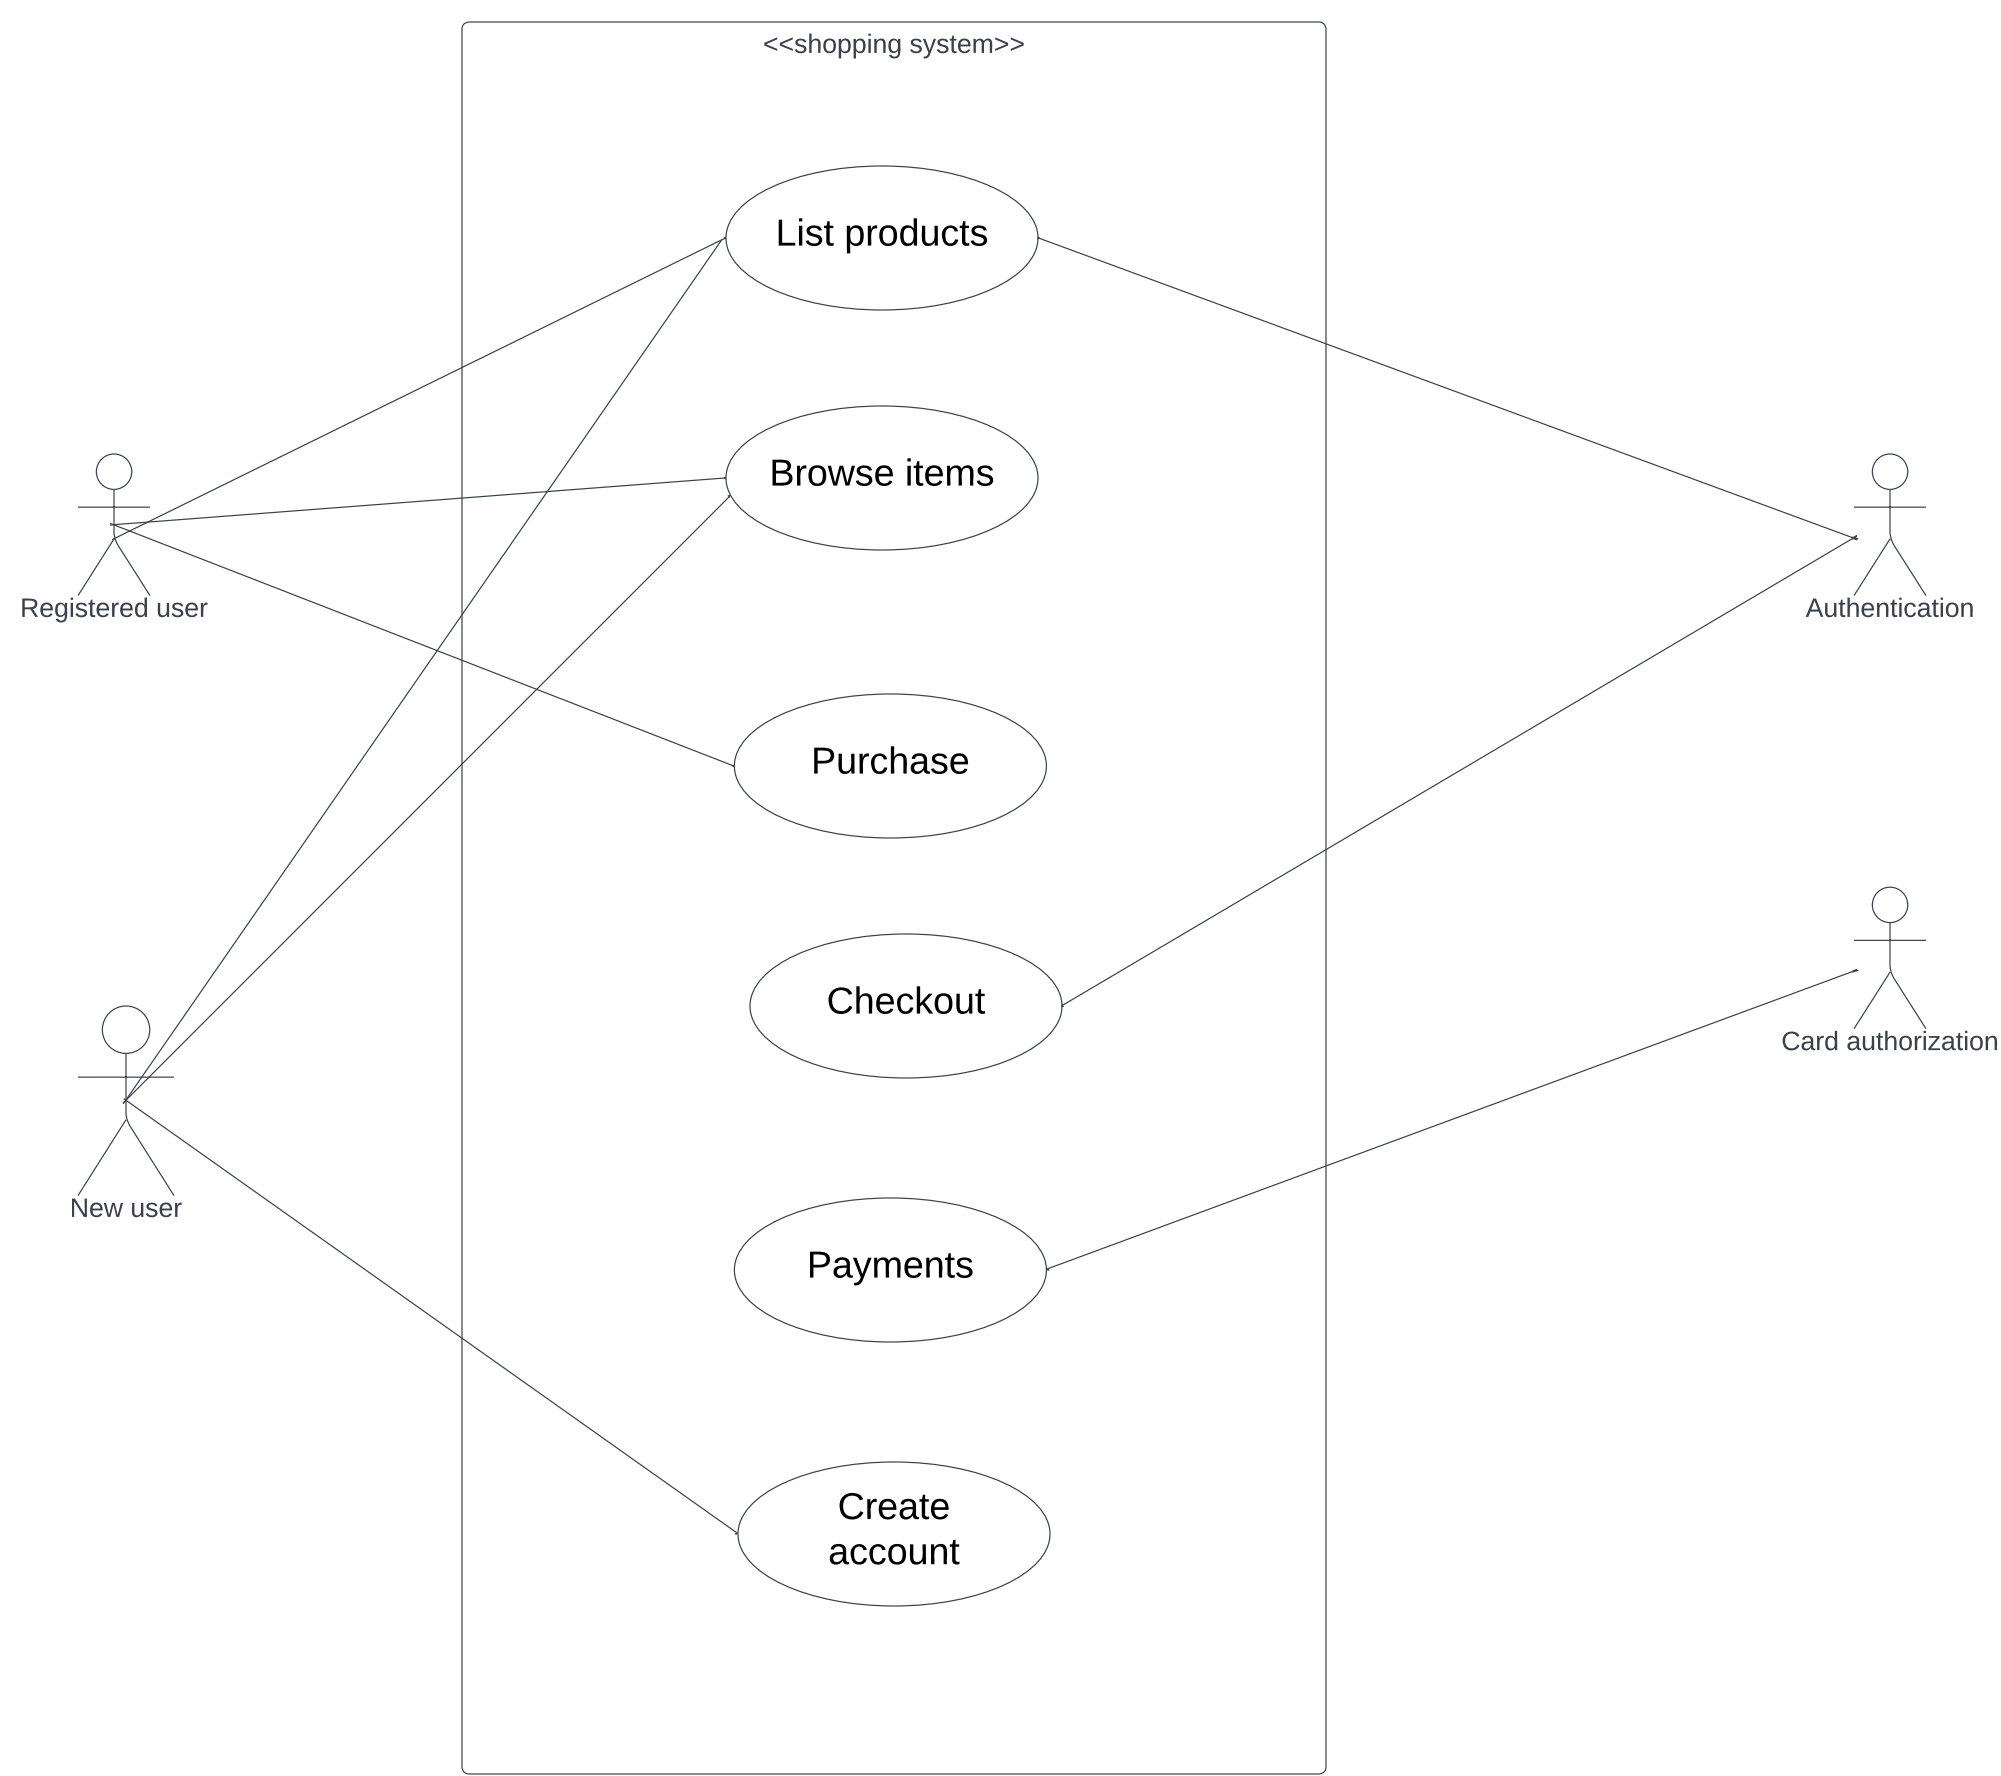 <<shopping system>>
List products
Browse items
Registered user
Authentication
Purchase
Checkout
Card authorization
New user
Payments
Create
account